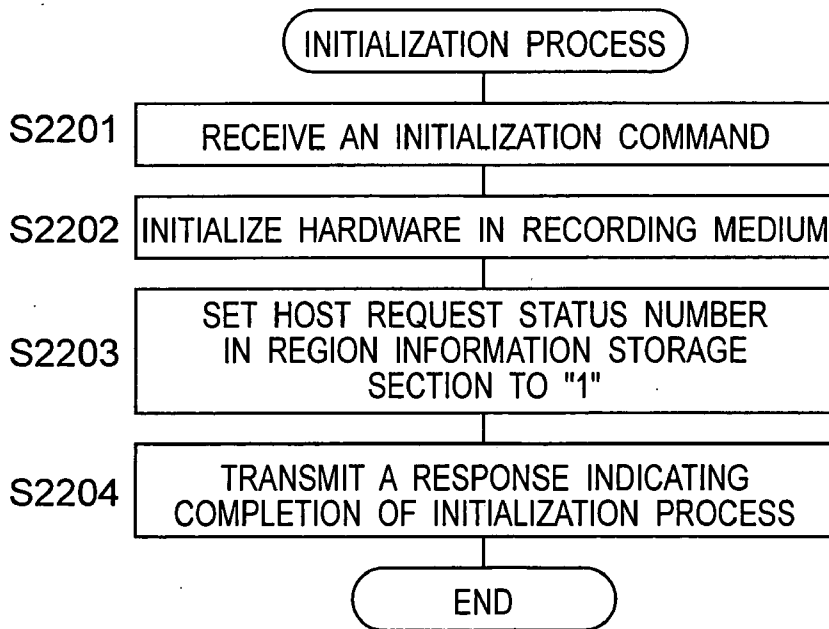 INITIALIZATION PROCESS
S2201
RECEIVE AN INITIALIZATION COMMAND
S2202
INITIALIZE HARDWARE IN RECORDING MEDIUM
S2203
SET HOST REQUEST STATUS NUMBER
IN REGION INFORMATION STORAGE
SECTION TO "1"
S2204
TRANSMIT A RESPONSE INDICATING
COMPLETION OF INITIALIZATION PROCESS
END